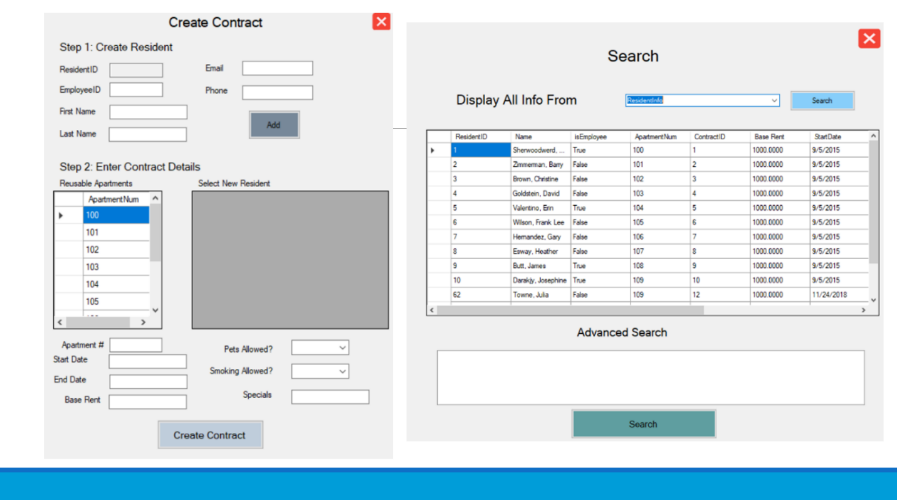 Create Contract
Step 1: Create Resident
ResidentID
Email
EmployeeID
Phone
First Name
Last Name
Add
Step 2: Enter Contract Details
Reusable Apartments
Select New Resident
ApartmentNum
100
101
102
103
104
105
Apartment #
Start Date
End Date
Base Rent
Pets Allowed?
Smoking Allowed?
Specials
Create Contract
Search
Display All Info From
ResidentInfo
Search
ResidentID Name isEmployee ApartmentNum ContractID Base Rent StartDate
1 Sherwoodwerd, ... True 100 1 1000.0000 9/5/2015
2 Zimmerman, Barry False 101 2 1000.0000 9/5/2015
3 Brown, Christine False 102 3 1000.0000 9/5/2015
4 Goldstein, David False 103 4 1000.0000 9/5/2015
5 Valentino, Erin True 104 5 1000.0000 9/5/2015
6 Wilson, Frank Lee False 105 6 1000.0000 9/5/2015
7 Hernandez, Gary False 106 7 1000.0000 9/5/2015
8 Heather False 107 8 1000.0000 9/5/2015
9 Butt, James True 108 9 1000.0000 9/5/2015
10 Darakjy, Josephine True 109 10 1000.0000 9/5/2015
62 Towne, Julia False 109 12 1000.0000 11/24/2018
Advanced Search
Search